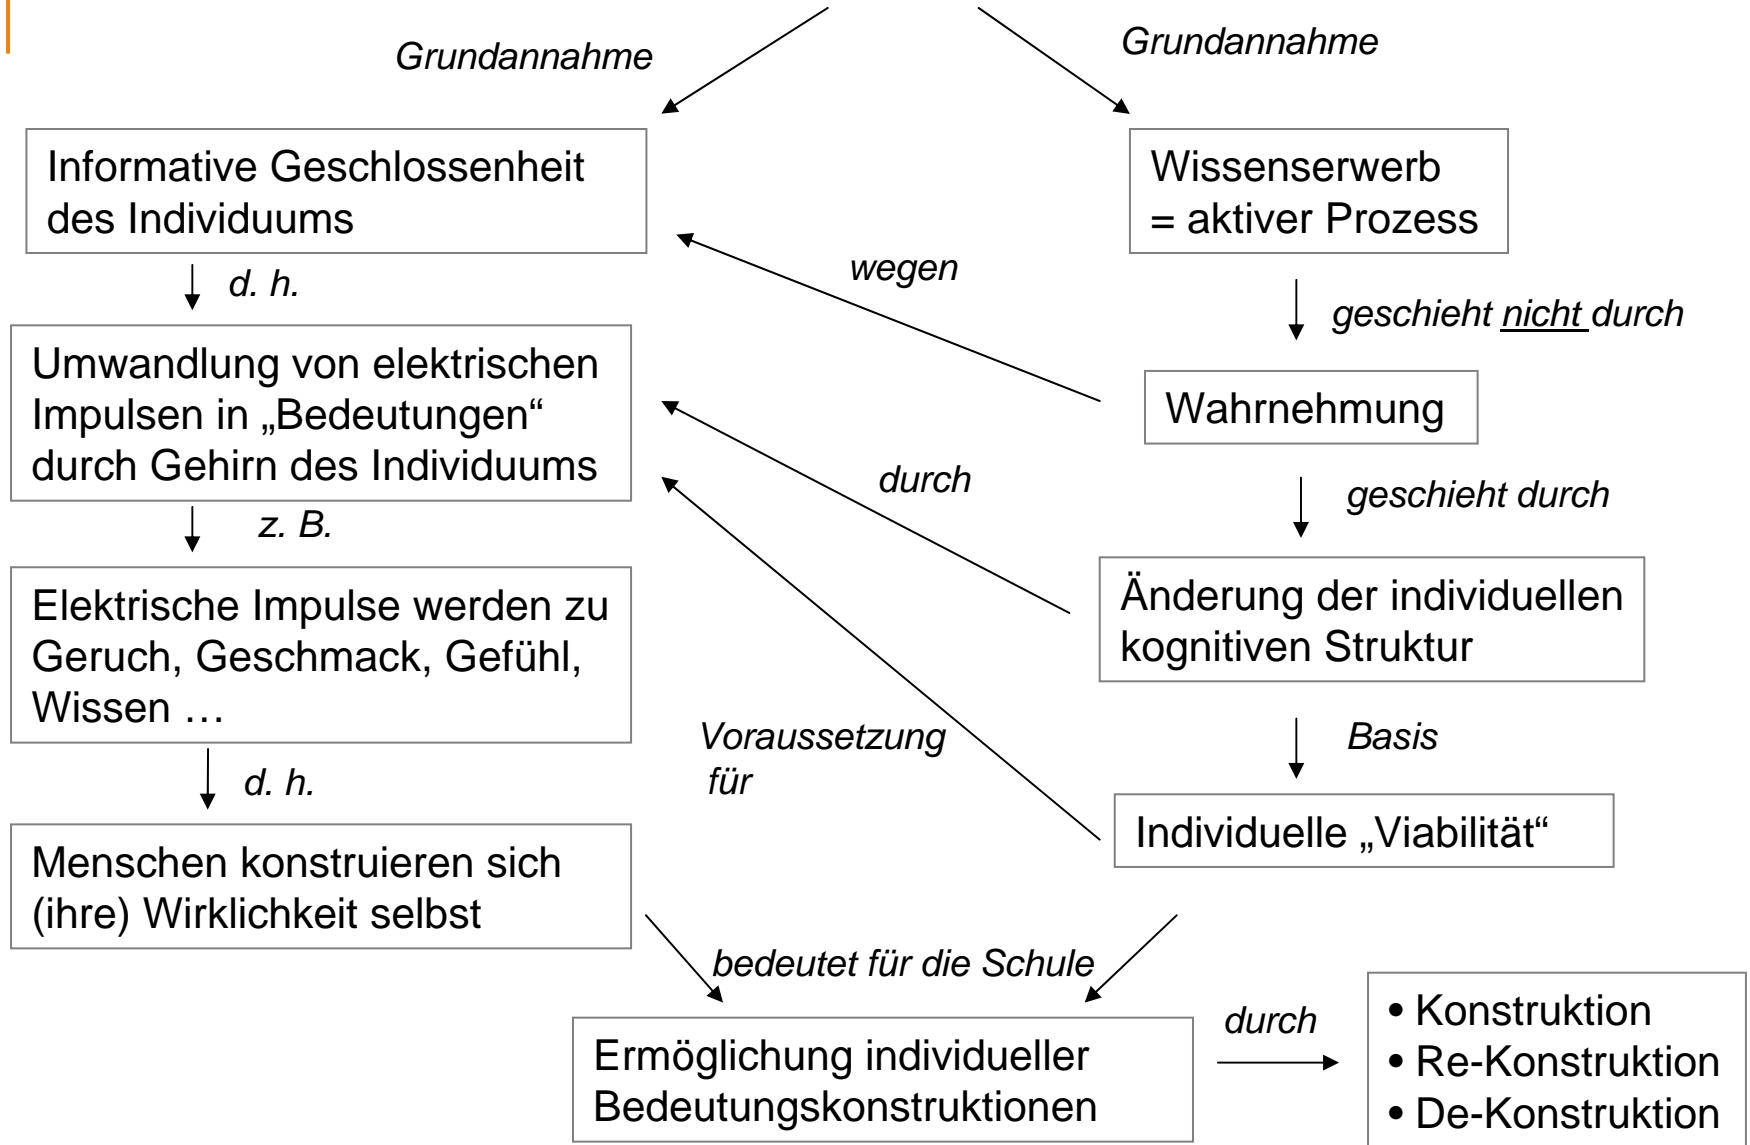 Grundannahme
Grundannahme
Informative Geschlossenheit
des Individuums
Wissenserwerb
= aktiver Prozess
wegen
d. h.
geschieht nicht durch
Umwandlung von elektrischen
Impulsen in „Bedeutungen“
durch Gehirn des Individuums
Wahrnehmung
durch
geschieht durch
z. B.
Elektrische Impulse werden zu
Geruch, Geschmack, Gefühl,
Wissen …
Änderung der individuellen
kognitiven Struktur
Voraussetzung
für
Basis
d. h.
Individuelle „Viabilität“
Menschen konstruieren sich
(ihre) Wirklichkeit selbst
bedeutet für die Schule
Ermöglichung individueller
Bedeutungskonstruktionen
durch
• Konstruktion
• Re-Konstruktion
• De-Konstruktion